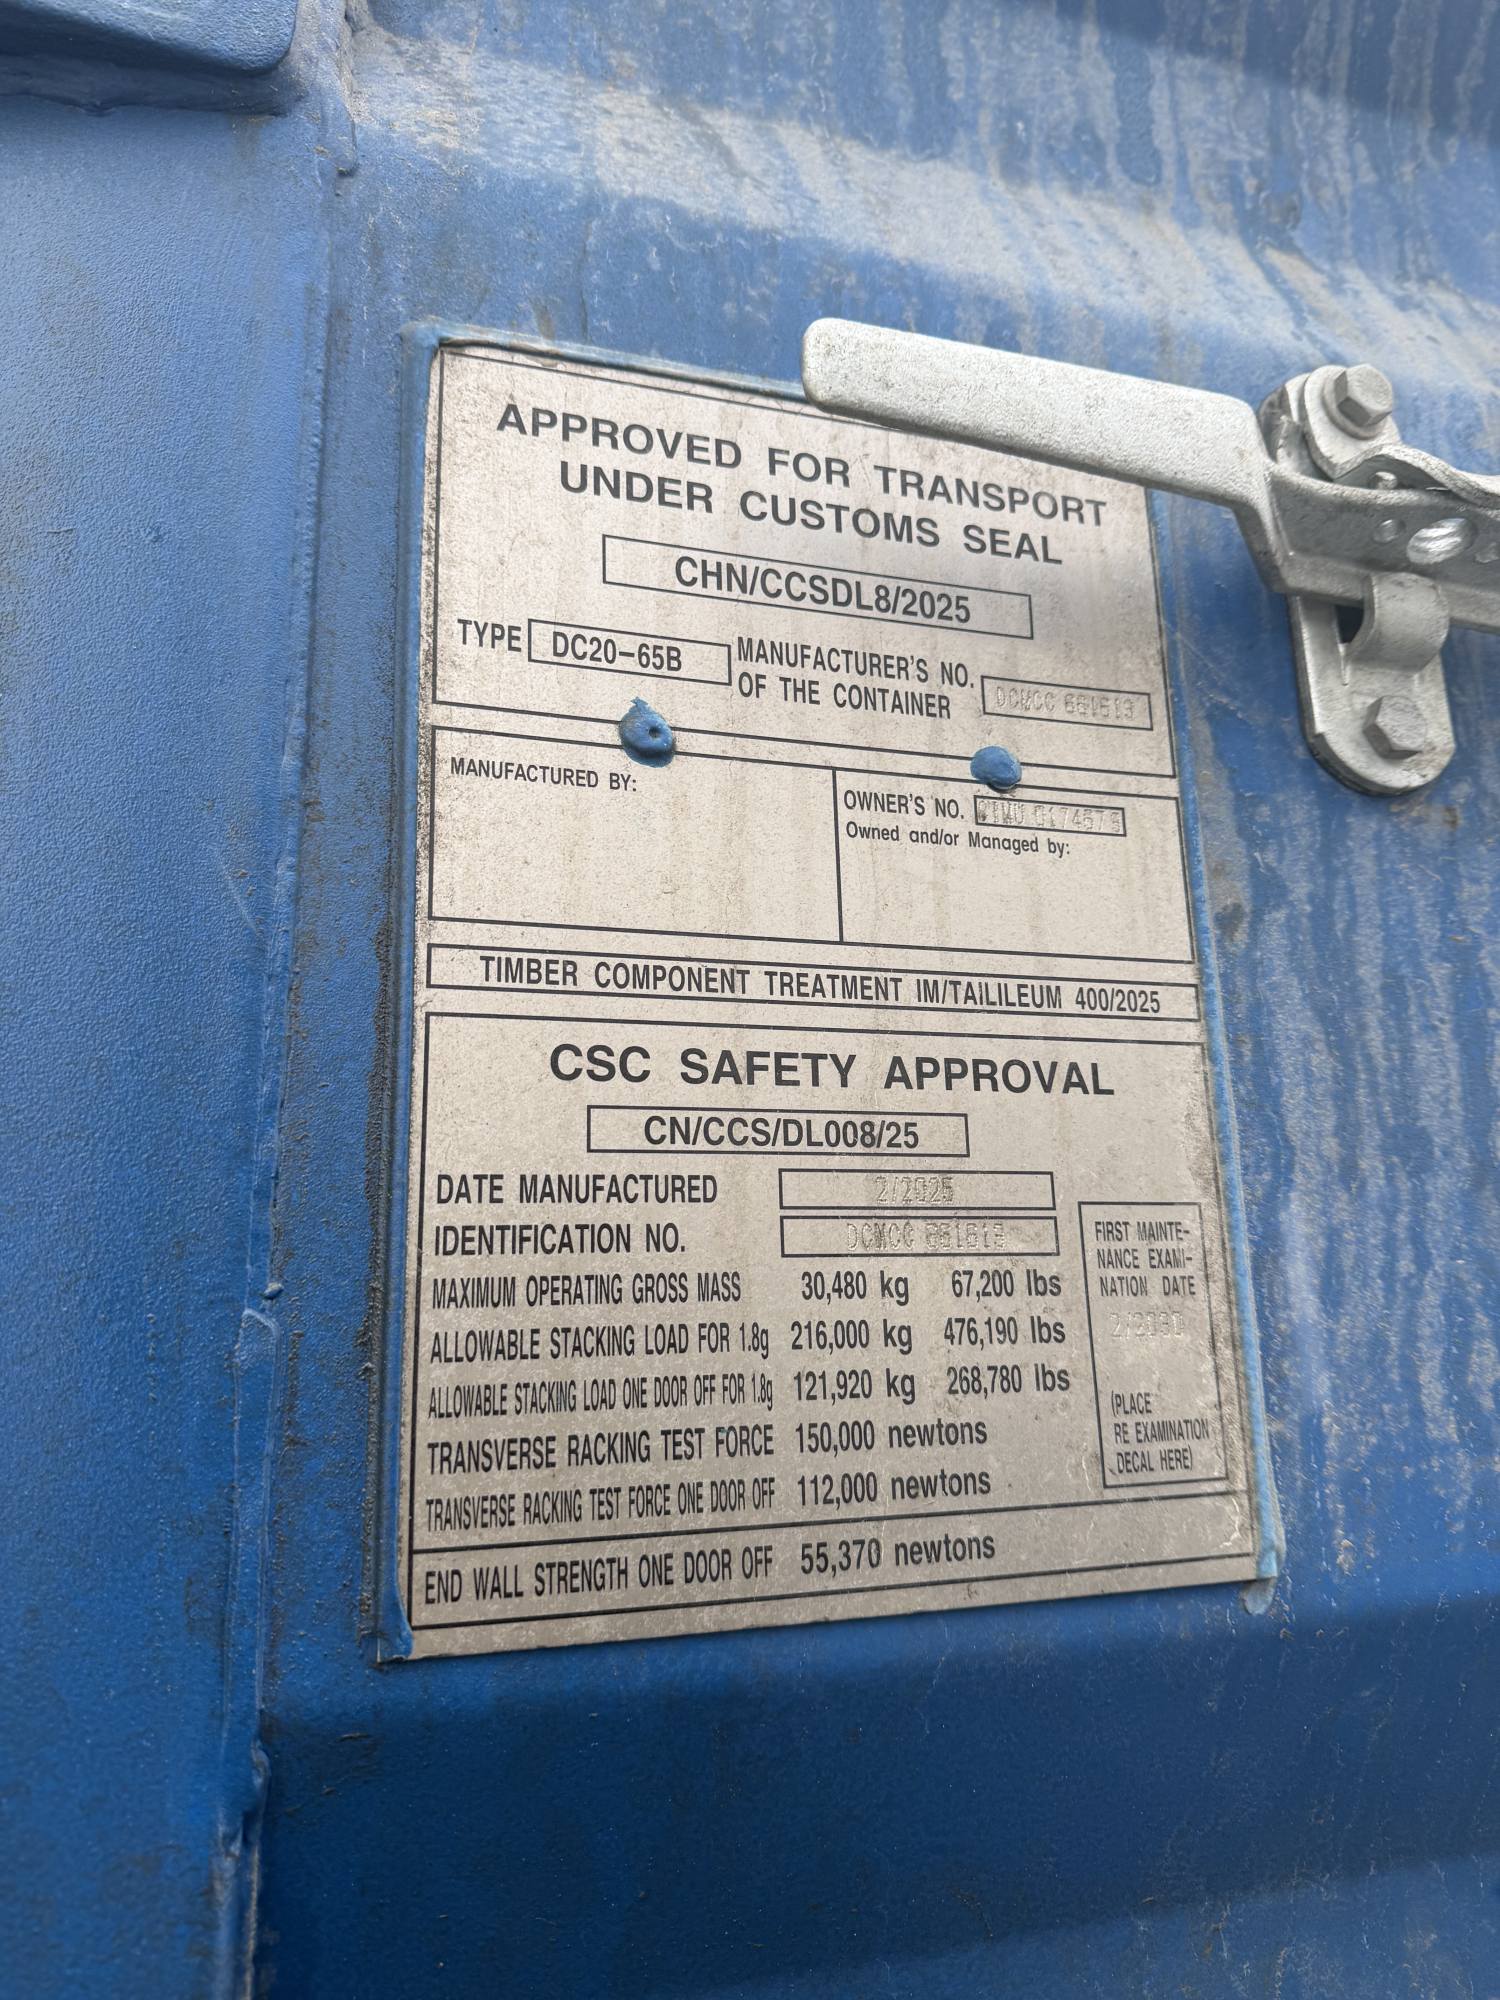 APPROVED FOR TRANSPORT
UNDER CUSTOMS SEAL
CHN/CCSDL8/2025
TYPE DC20-65B MANUFACTURER'S NO.
OF THE CONTAINER DCMCC
MANUFACTURED BY:
OWNER'S NO.
Owned and/or Managed by:
TIMBER COMPONENT TREATMENT IM/TAILILEUM 400/2025
CSC SAFETY APPROVAL
CN/CCS/DL008/25
DATE MANUFACTURED 2/2025
IDENTIFICATION NO. DCMCC
MAXIMUM OPERATING GROSS MASS 30,480 kg 67,200 lbs
ALLOWABLE STACKING LOAD FOR 1.8g 216,000 kg 476,190 lbs
ALLOWABLE STACKING LOAD ONE DOOR OFF FOR 1.8g 121,920 kg 268,780 lbs
TRANSVERSE RACKING TEST FORCE 150,000 newtons
TRANSVERSE RACKING TEST FORCE ONE DOOR OFF 112,000 newtons
END WALL STRENGTH ONE DOOR OFF 55,370 newtons
FIRST MAINTE-
NANCE EXAMI-
NATION DATE
2/2030
(PLACE
RE EXAMINATION
DECAL HERE)